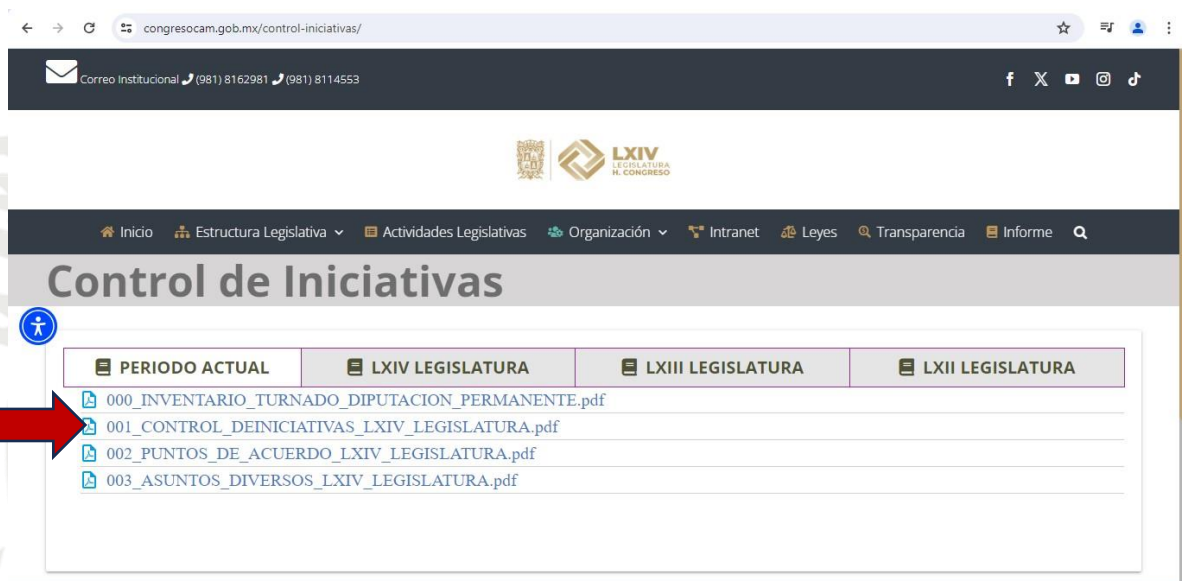 congresocam.gob.mx/control-iniciativas/
Correo Institucional (981) 8162981 (981) 8114553
LXIV
LEGISLATURA
H. CONGRESO
Inicio Estructura Legislativa Actividades Legislativas Organización Intranet Leyes Transparencia Informe
Control de Iniciativas
PERIODO ACTUAL LXIV LEGISLATURA LXIII LEGISLATURA LXII LEGISLATURA
000_INVENTARIO_TURNADO_DIPUTACION_PERMANENTE.pdf
001_CONTROL_DEINICIATIVAS_LXIV_LEGISLATURA.pdf
002_PUNTOS_DE_ACUERDO_LXIV_LEGISLATURA.pdf
003_ASUNTOS_DIVERSOS_LXIV_LEGISLATURA.pdf